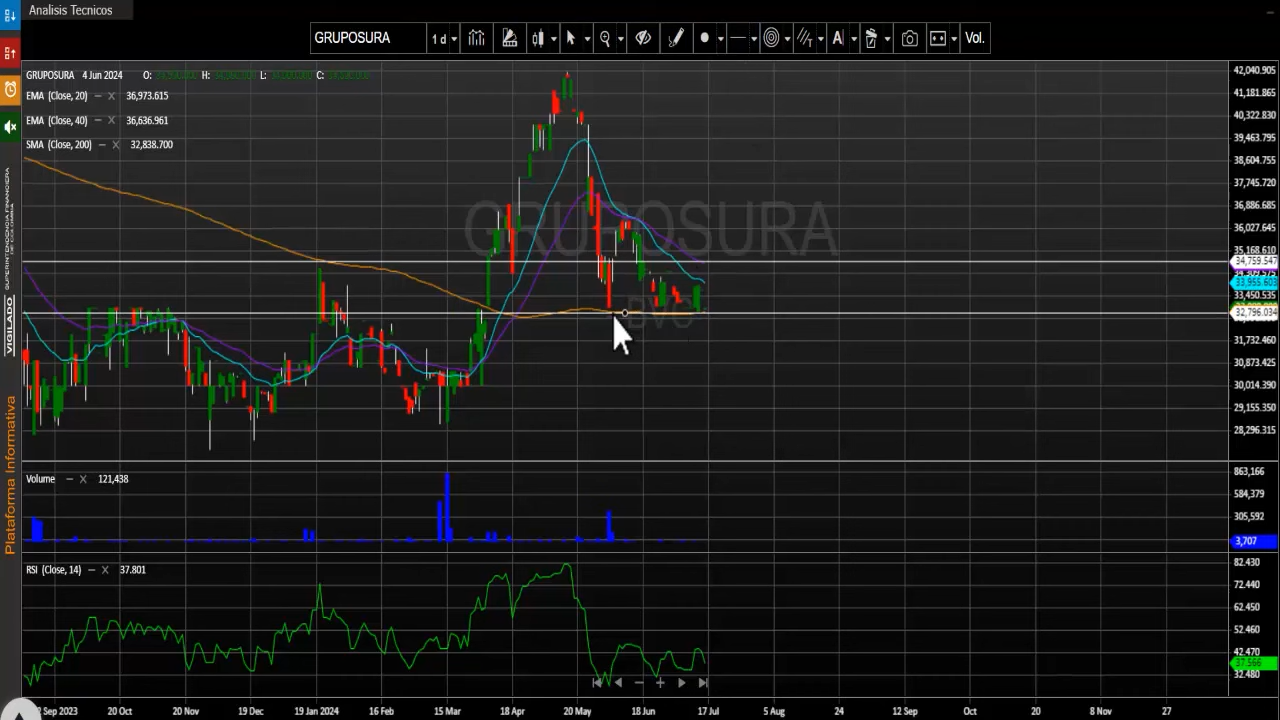 Analisis Tecnicos
GRUPOSURA 1 d A Vol.
GRUPOSURA 4 Jun 2024 O: H: L: C:
EMA (Close, 20) – X 36,973.615
EMA (Close, 40) – X 36,636.961
SMA (Close, 200) – X 32,838.700
GRUPOSURA
BVC
42,040.905
41,181.865
40,322.830
39,463.795
38,604.755
37,745.720
36,886.685
36,027.645
35,168.610
34,759.547
33,955.603
33,450.535
32,796.034
31,732.460
30,873.425
30,014.390
29,155.350
28,296.315
Volume – X 121,438
863,166
584,379
305,592
3,707
RSI (Close, 14) – X 37.801
82.430
72.440
62.450
52.460
42.470
37.566
32.480
Sep 2023 20 Oct 20 Nov 19 Dec 19 Jan 2024 16 Feb 15 Mar 18 Apr 20 May 18 Jun 17 Jul 5 Aug 24 12 Sep Oct 20 8 Nov 27
VIGILADO
Plataforma Informativa